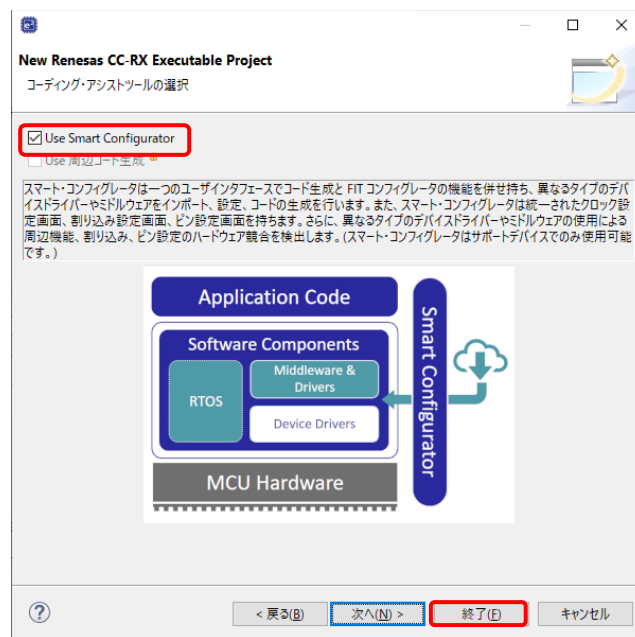 New Renesas CC-RX Executable Project
コーディング・アシストツールの選択
Use Smart Configurator
Use 周辺コード生成
スマート・コンフィグレータは一つのユーザインタフェースでコード生成と FIT コンフィグレータの機能を併せ持ち、異なるタイプのデバ
イスドライバーやミドルウェアをインポート、設定、コードの生成を行います。また、スマート・コンフィグレータは統一されたクロック設
定画面、割り込み設定画面、ピン設定画面を持ちます。さらに、異なるタイプのデバイスドライバーやミドルウェアの使用による
周辺機能、割り込み、ピン設定のハードウェア競合を検出します。(スマート・コンフィグレータはサポートデバイスでのみ使用可能
です。)
Application Code
Software Components
RTOS
Middleware &
Drivers
Device Drivers
MCU Hardware
Smart Configurator
?
< 戻る(B)
次へ(N) >
終了(F)
キャンセル